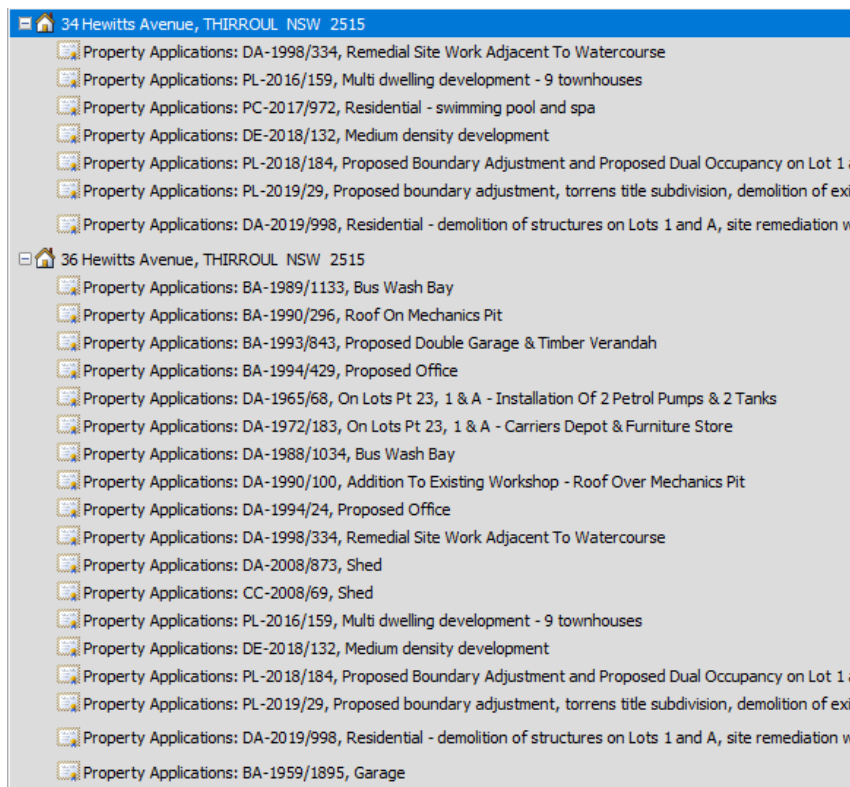 34 Hewitts Avenue, THIRROUL NSW 2515
Property Applications: DA-1998/334, Remedial Site Work Adjacent To Watercourse
Property Applications: PL-2016/159, Multi dwelling development - 9 townhouses
Property Applications: PC-2017/972, Residential - swimming pool and spa
Property Applications: DE-2018/132, Medium density development
Property Applications: PL-2018/184, Proposed Boundary Adjustment and Proposed Dual Occupancy on Lot 1
Property Applications: PL-2019/29, Proposed boundary adjustment, torrens title subdivision, demolition of exi
Property Applications: DA-2019/998, Residential - demolition of structures on Lots 1 and A, site remediation w
36 Hewitts Avenue, THIRROUL NSW 2515
Property Applications: BA-1989/1133, Bus Wash Bay
Property Applications: BA-1990/296, Roof On Mechanics Pit
Property Applications: BA-1993/843, Proposed Double Garage & Timber Verandah
Property Applications: BA-1994/429, Proposed Office
Property Applications: DA-1965/68, On Lots Pt 23, 1 & A - Installation Of 2 Petrol Pumps & 2 Tanks
Property Applications: DA-1972/183, On Lots Pt 23, 1 & A - Carriers Depot & Furniture Store
Property Applications: DA-1988/1034, Bus Wash Bay
Property Applications: DA-1990/100, Addition To Existing Workshop - Roof Over Mechanics Pit
Property Applications: DA-1994/24, Proposed Office
Property Applications: DA-1998/334, Remedial Site Work Adjacent To Watercourse
Property Applications: DA-2008/873, Shed
Property Applications: CC-2008/69, Shed
Property Applications: PL-2016/159, Multi dwelling development - 9 townhouses
Property Applications: DE-2018/132, Medium density development
Property Applications: PL-2018/184, Proposed Boundary Adjustment and Proposed Dual Occupancy on Lot 1
Property Applications: PL-2019/29, Proposed boundary adjustment, torrens title subdivision, demolition of exi
Property Applications: DA-2019/998, Residential - demolition of structures on Lots 1 and A, site remediation w
Property Applications: BA-1959/1895, Garage